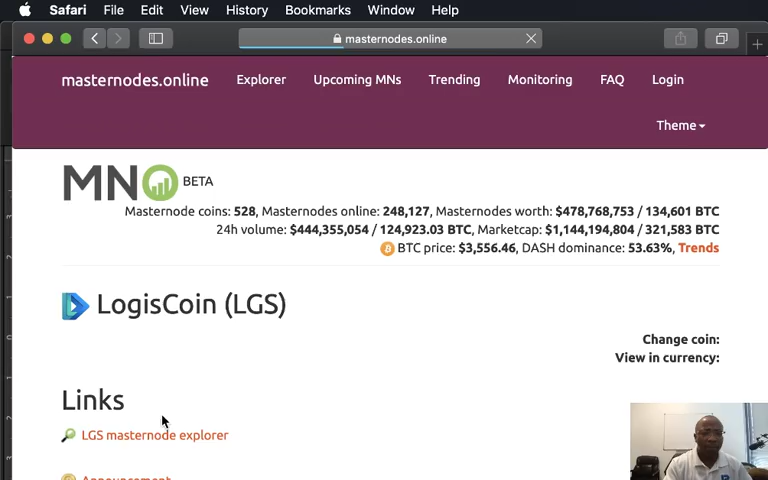 Safari File Edit View History Bookmarks Window Help
masternodes.online
masternodes.online Explorer Upcoming MNs Trending Monitoring FAQ Login
Theme
MNO BETA
Masternode coins: 528, Masternodes online: 248,127, Masternodes worth: $478,768,753 / 134,601 BTC
24h volume: $444,355,054 / 124,923.03 BTC, Marketcap: $1,144,194,804 / 321,583 BTC
BTC price: $3,556.46, DASH dominance: 53.63%, Trends
LogisCoin (LGS)
Change coin:
View in currency:
Links
LGS masternode explorer
Announcement